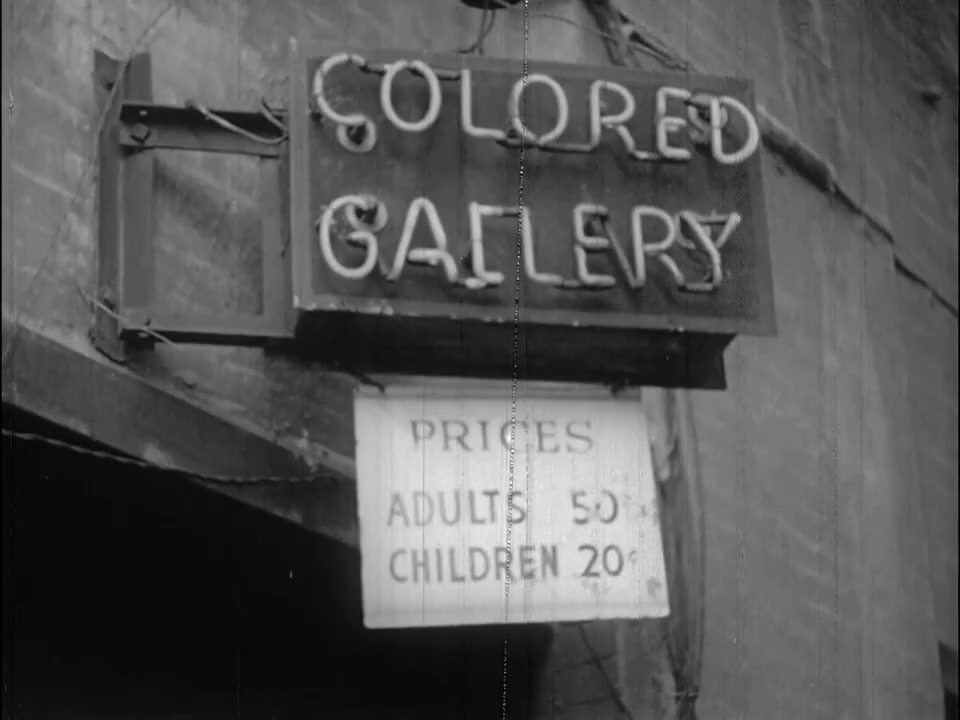 COLORED
GALLERY
PRICES
ADULTS 50¢
CHILDREN 20¢